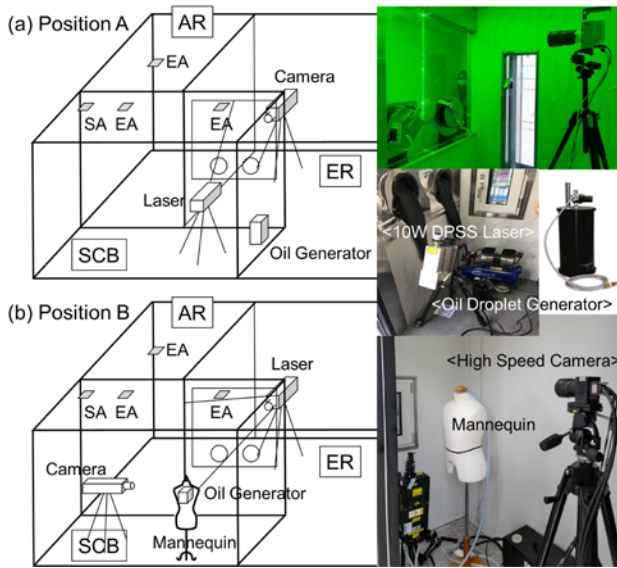 (a) Position A
AR
EA
Camera
SA
EA
EA
ER
Laser
SCB
Oil Generator
<10W DPSS Laser>
<Oil Droplet Generator>
(b) Position B
AR
EA
Laser
SA
EA
EA
ER
Camera
Oil Generator
SCB
Mannequin
<High Speed Camera>
Mannequin